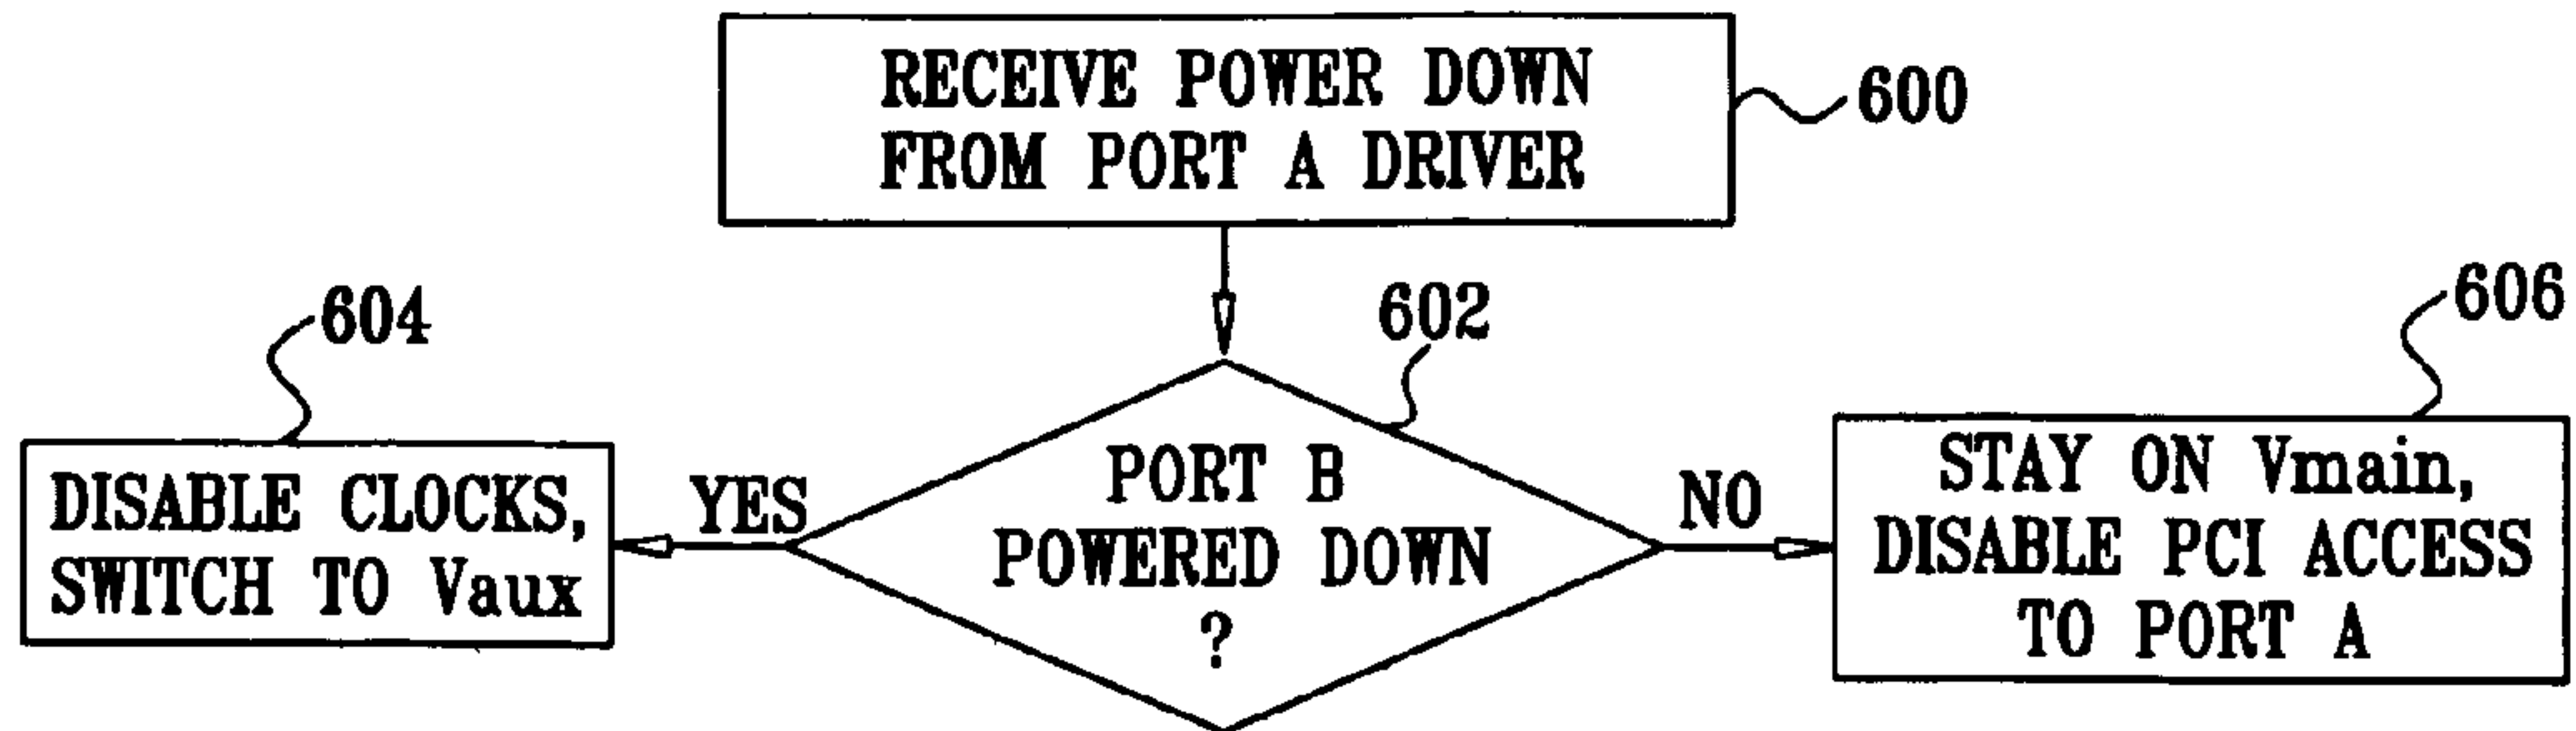 RECEIVE POWER DOWN
FROM PORT A DRIVER
600
602
604
606
PORT B
POWERED DOWN
?
YES
NO
DISABLE CLOCKS,
SWITCH TO Vaux
STAY ON Vmain,
DISABLE PCI ACCESS
TO PORT A